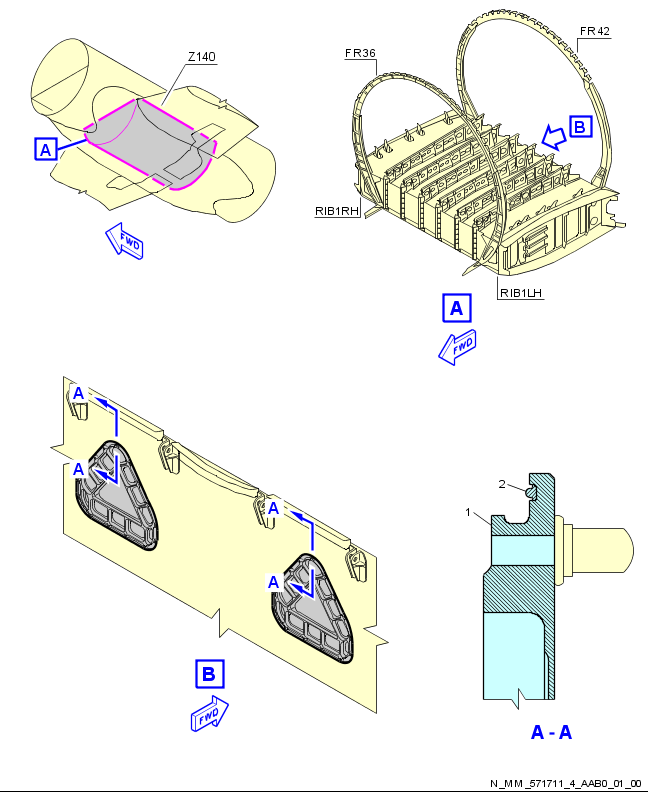 Z140
A
FWD
FR36
FR42
B
RIB1RH
RIB1LH
A
FWD
A
A
A
A
B
FWD
2
1
A - A
N_MM_571711_4_AAB0_01_00